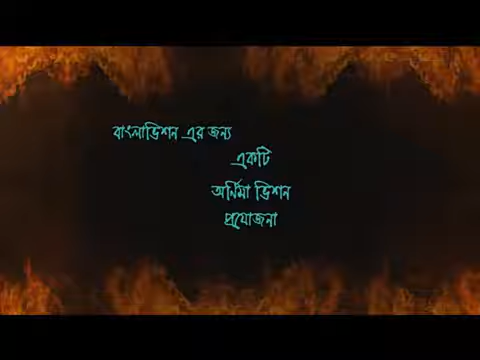 বাংলাভিশন এর জন্য
একটি
অর্নিমা ভিশন
প্রযোজনা